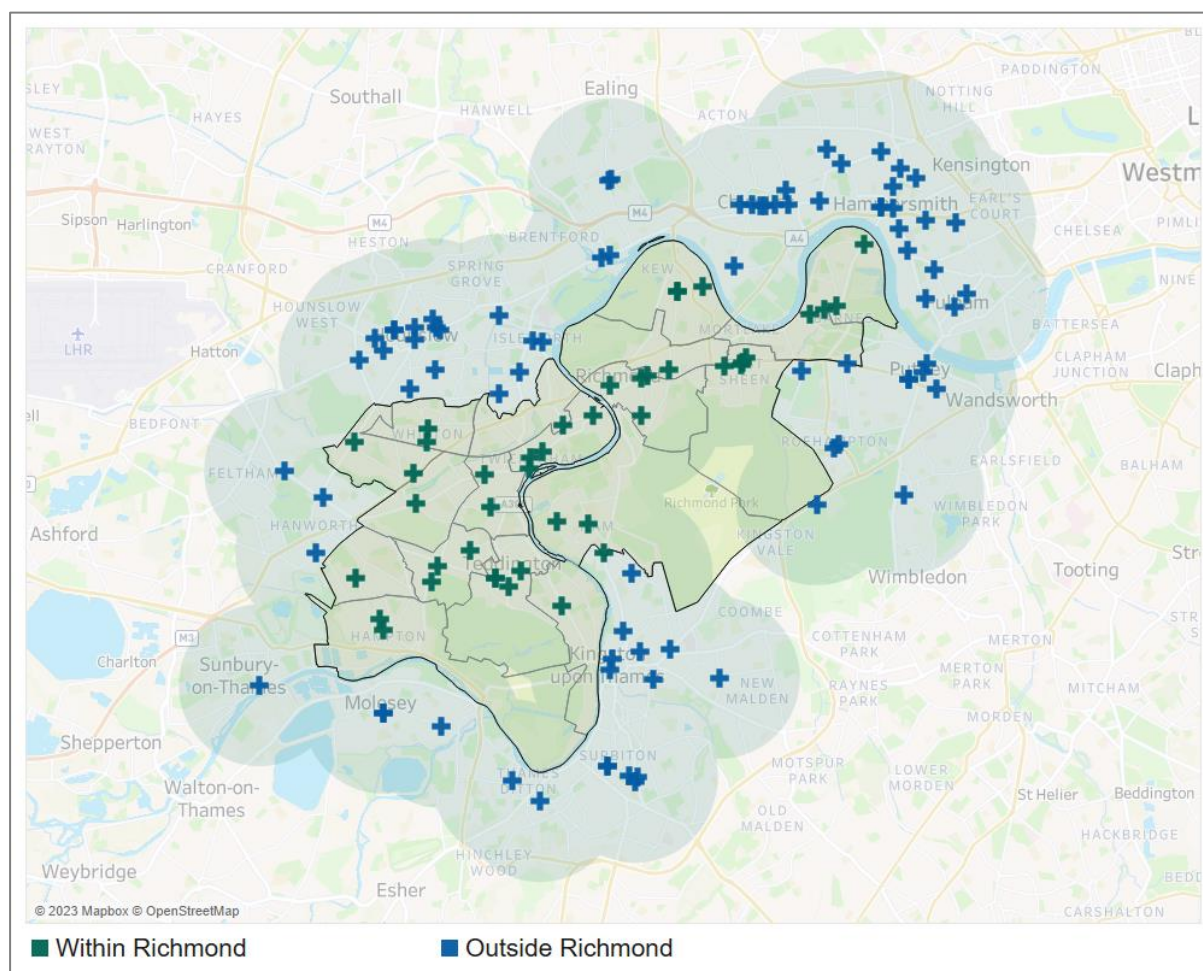 Ealing
Southall
PADDINGTON
HANWELL
ACTON
NOTTING
HILL
HAYES
WEST
DRAYTON
Kensington
Westm
EARL'S
COURT
M4
Sipson
Harlington
M4
HESTON
BRENTFORD
A4
CHELSEA
PIMLI
CRANFORD
SPRING
GROVE
KEW
NINE
HOUNSLOW
WEST
BATTERSEA
LHR
Hatton
MORTLAKE
CLAPHAM
JUNCTION
Claph
Richmond
SHEEN
Putney
Wandsworth
BEDFONT
WHITTON
ROEHAMPTON
EARLSFIELD
BALHAM
FELTHAM
TWICKENHAM
Richmond Park
WIMBLEDON
PARK
HANWORTH
Ashford
KINGSTON
VALE
Str
Teddington
Wimbledon
Tooting
COOMBE
M3
HAMPTON
COTTENHAM
PARK
MERTON
Charlton
Sunbury-
on-Thames
Kingston
upon Thames
NEW
MALDEN
RAYNES
PARK
MERTON
PARK
MITCHAM
Molesey
MORDEN
Shepperton
SURBITON
MOTSPUR
PARK
LOWER
MORDEN
THAMES
DITTON
Walton-on-
Thames
St Helier
Beddington
OLD
MALDEN
HACKBRIDGE
HINCHLEY
WOOD
Weybridge
Esher
BEDD
CARSHALTON
© 2023 Mapbox © OpenStreetMap
Within Richmond
Outside Richmond